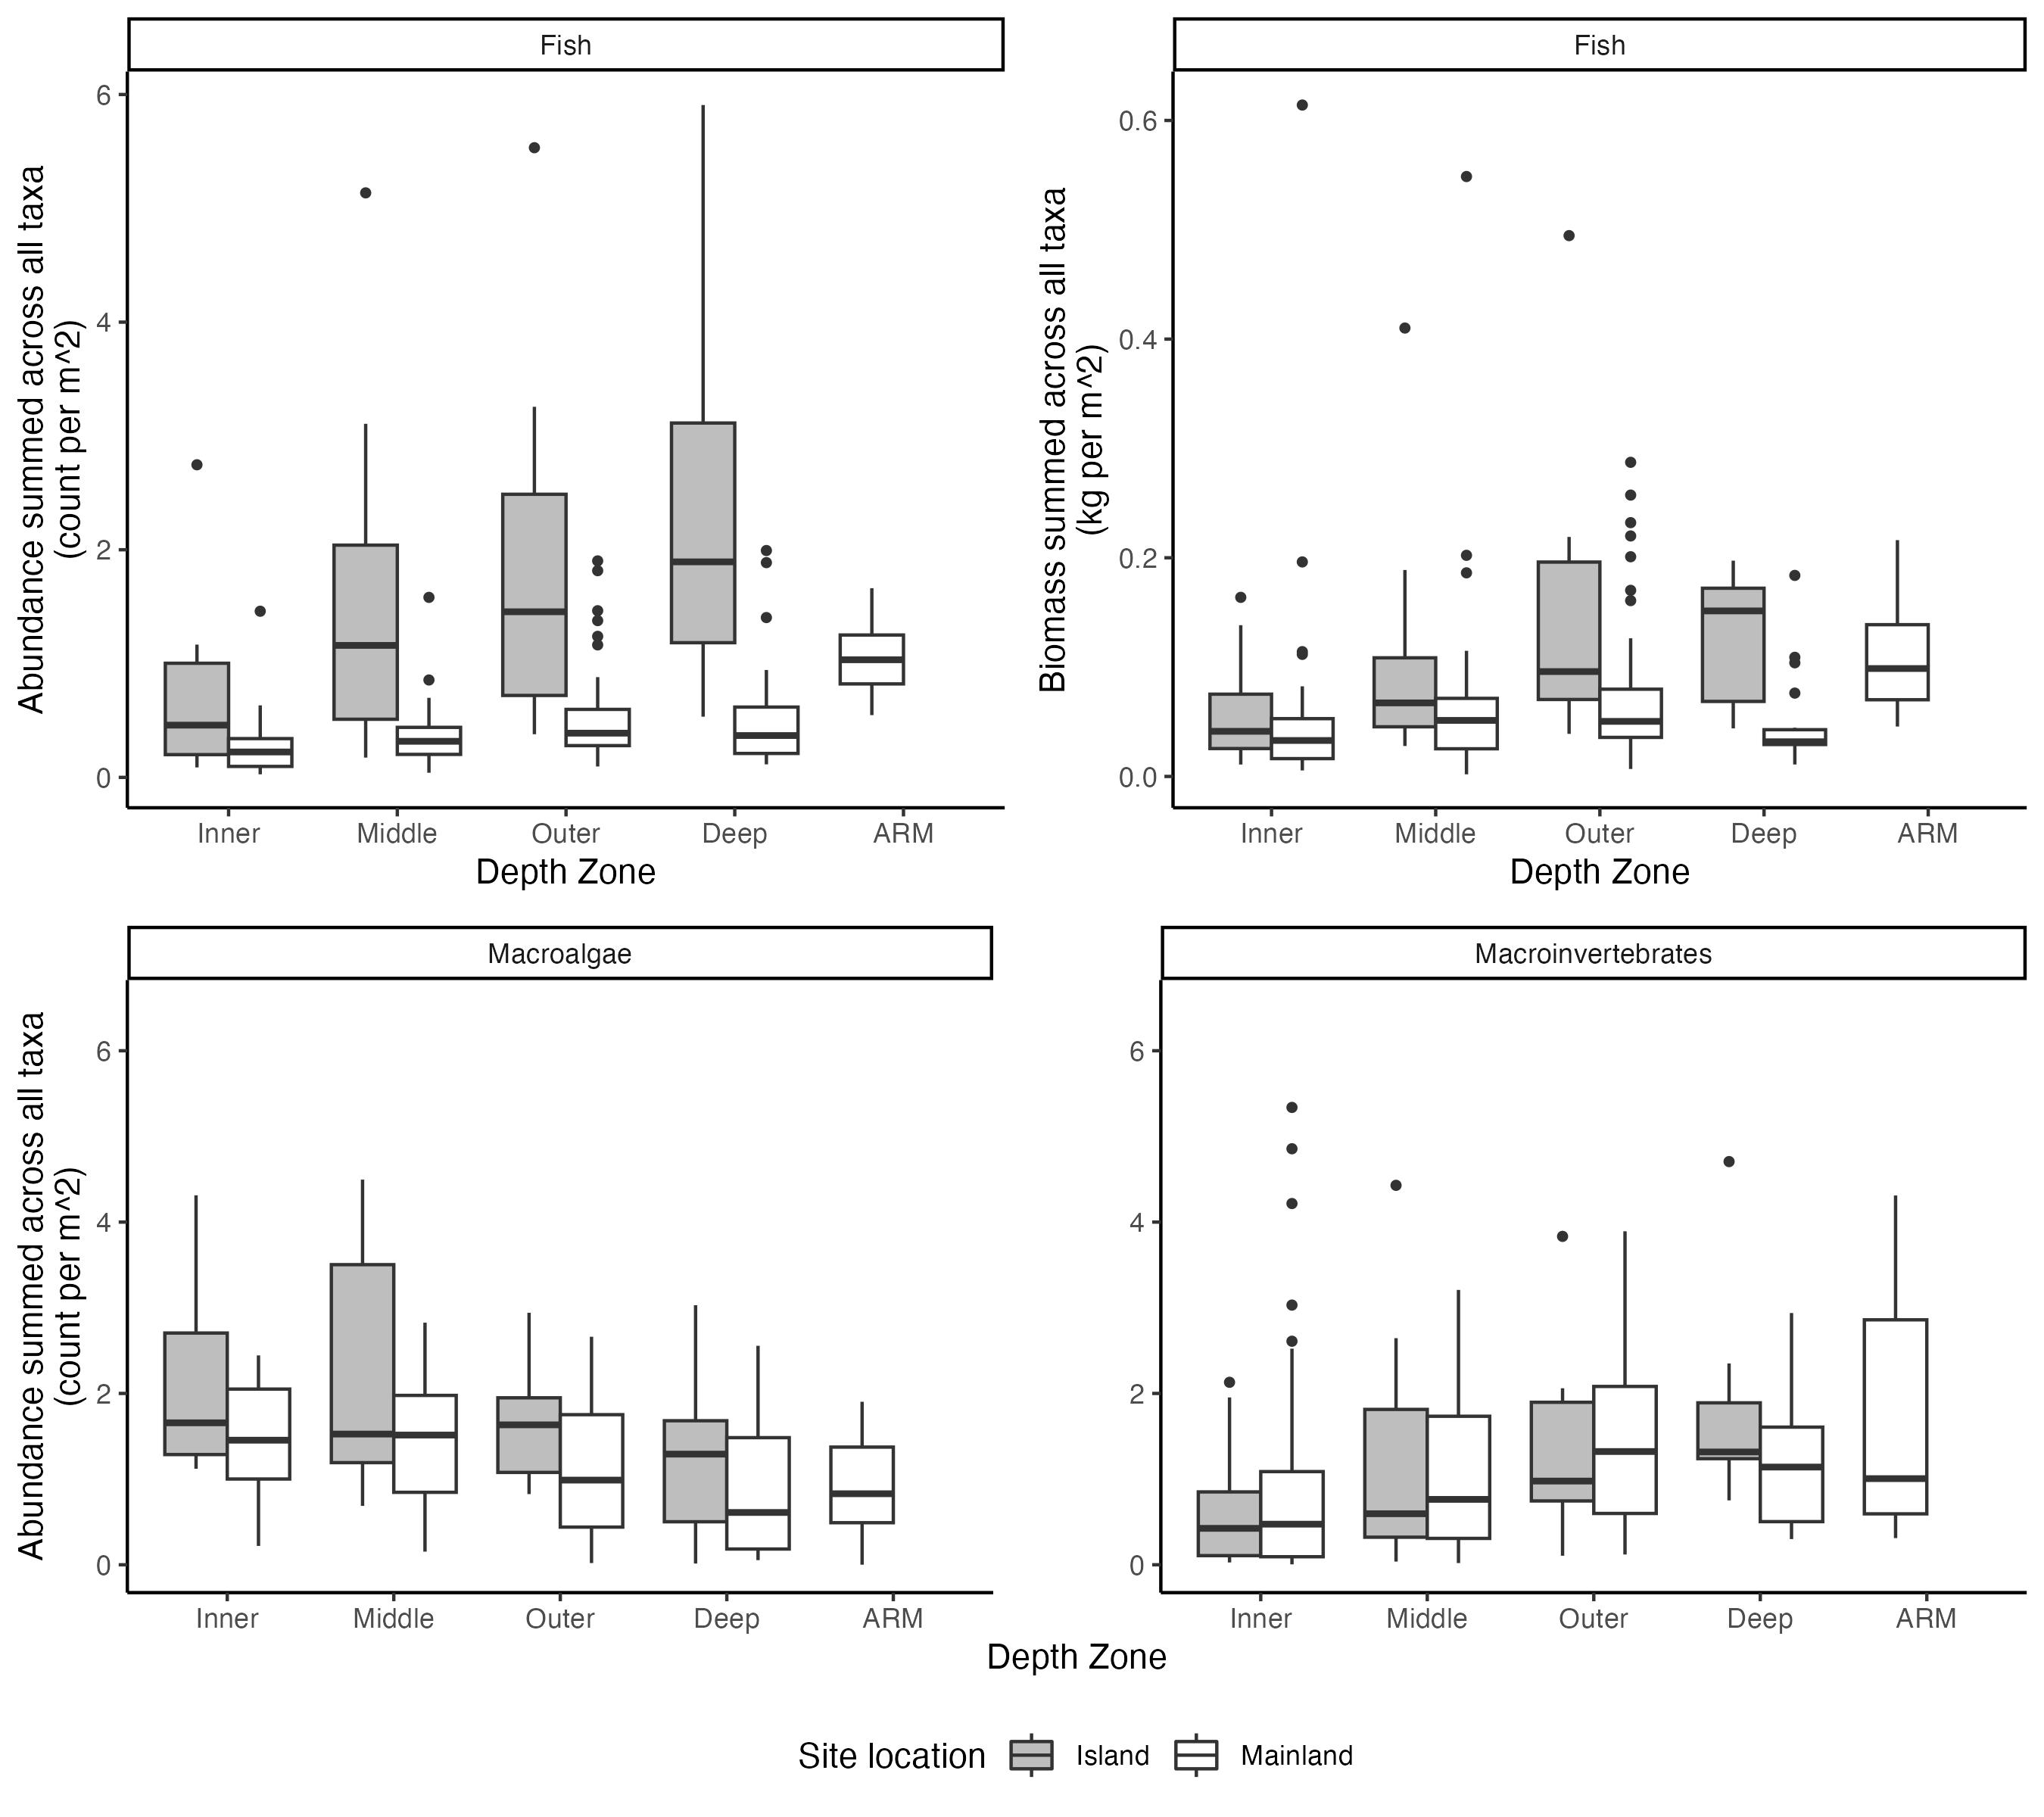 Fish
Abundance summed across all taxa
(count per m^2)
6
4
2
0
Inner Middle Outer Deep ARM
Depth Zone
Fish
Biomass summed across all taxa
(kg per m^2)
0.6
0.4
0.2
0.0
Inner Middle Outer Deep ARM
Depth Zone
Macroalgae
Abundance summed across all taxa
(count per m^2)
6
4
2
0
Inner Middle Outer Deep ARM
Macroinvertebrates
6
4
2
0
Inner Middle Outer Deep ARM
Depth Zone
Site location Island Mainland